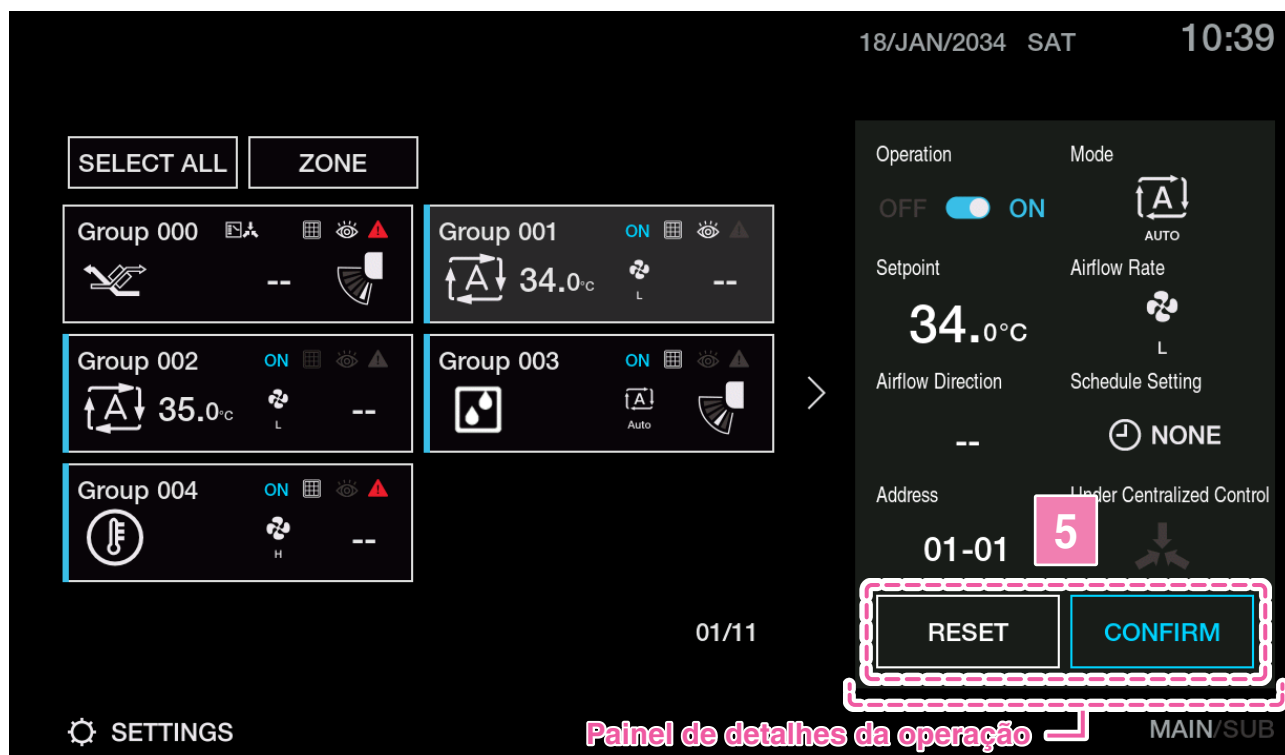 18/JAN/2034 SAT 10:39
SELECT ALL ZONE
Group 000
--
Group 001 ON
A 34.0°C L --
Group 002 ON
A 35.0°C L --
Group 003 ON
A Auto
Group 004 ON
H --
01/11
Operation Mode
OFF ON A
AUTO
Setpoint Airflow Rate
34.0°C
L
Airflow Direction Schedule Setting
-- NONE
Address Under Centralized Control
01-01
5
RESET CONFIRM
Painel de detalhes da operação
SETTINGS MAIN/SUB